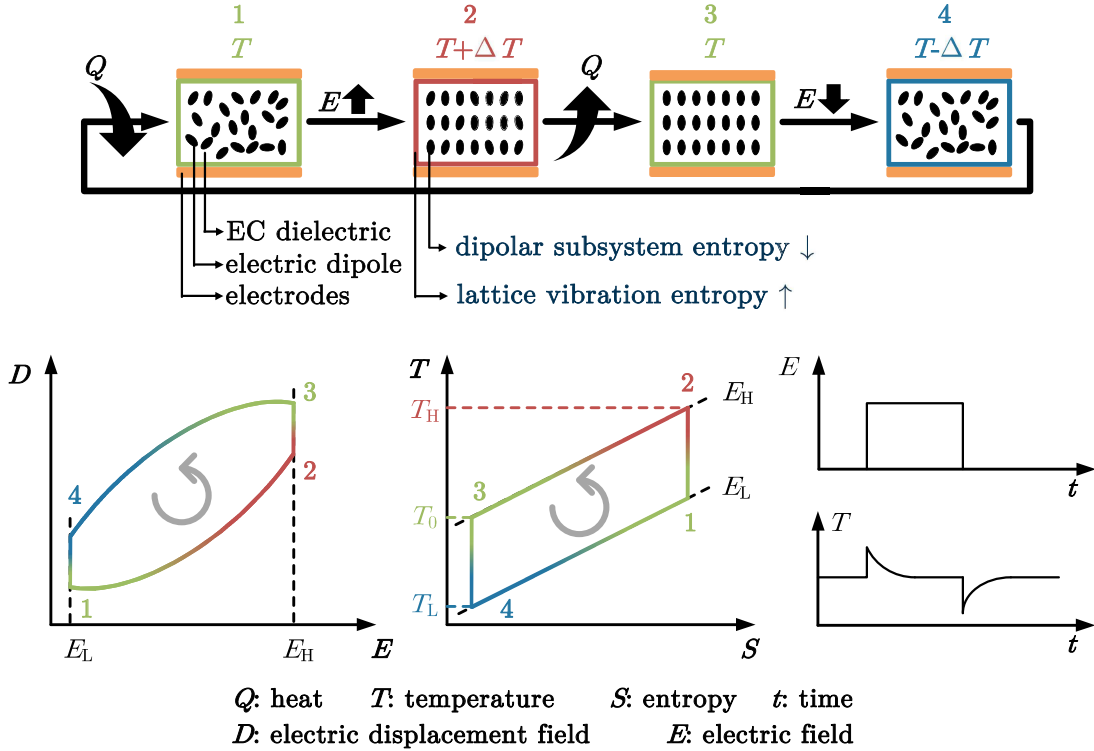 1 2 3 4
T T+Δ T T T-Δ T
Q E Q E
EC dielectric
electric dipole
electrodes
dipolar subsystem entropy ↓
lattice vibration entropy ↑
D
3
2
4
1
E_L E_H E
T
T_H
T_0
T_L
2
E_H
3
E_L
1
4
S
E
t
T
t
Q: heat T: temperature S: entropy t: time
D: electric displacement field E: electric field